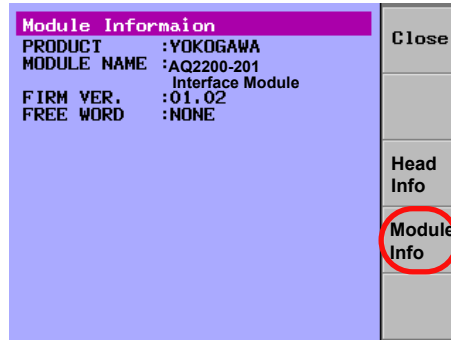 Module Informaion
PRODUCT :YOKOGAWA
MODULE NAME :AQ2200-201
Interface Module
FIRM VER. :01.02
FREE WORD :NONE
Close
Head
Info
Module
Info